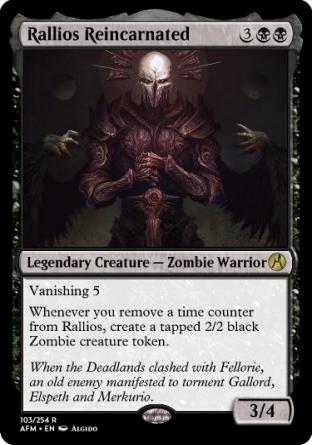 Rallios Reincarnated 3
Legendary Creature — Zombie Warrior
Vanishing 5
Whenever you remove a time counter
from Rallios, create a tapped 2/2 black
Zombie creature token.
When the Deadlands clashed with Felloric,
an old enemy manifested to torment Gallord,
Elspeth and Merkurio.
3/4
103/254 R
AFM • EN Algido